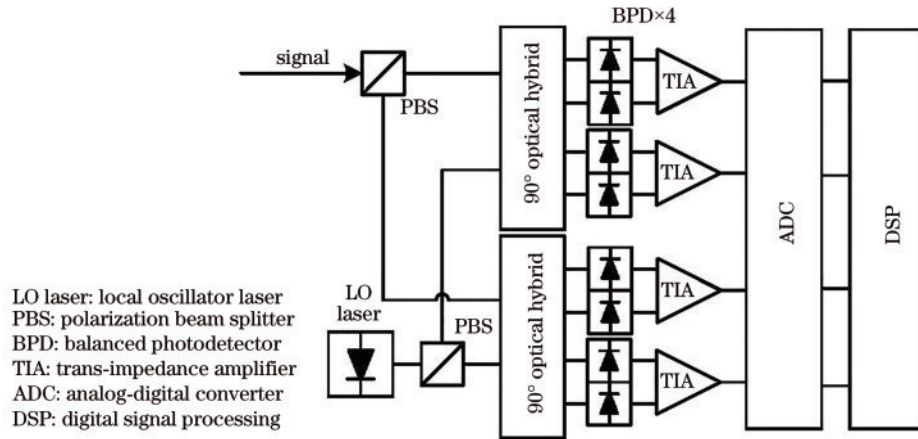 BPD×4
signal
PBS
90° optical hybrid
TIA
TIA
ADC
DSP
90° optical hybrid
TIA
TIA
LO
laser
PBS
LO laser: local oscillator laser
PBS: polarization beam splitter
BPD: balanced photodetector
TIA: trans-impedance amplifier
ADC: analog-digital converter
DSP: digital signal processing